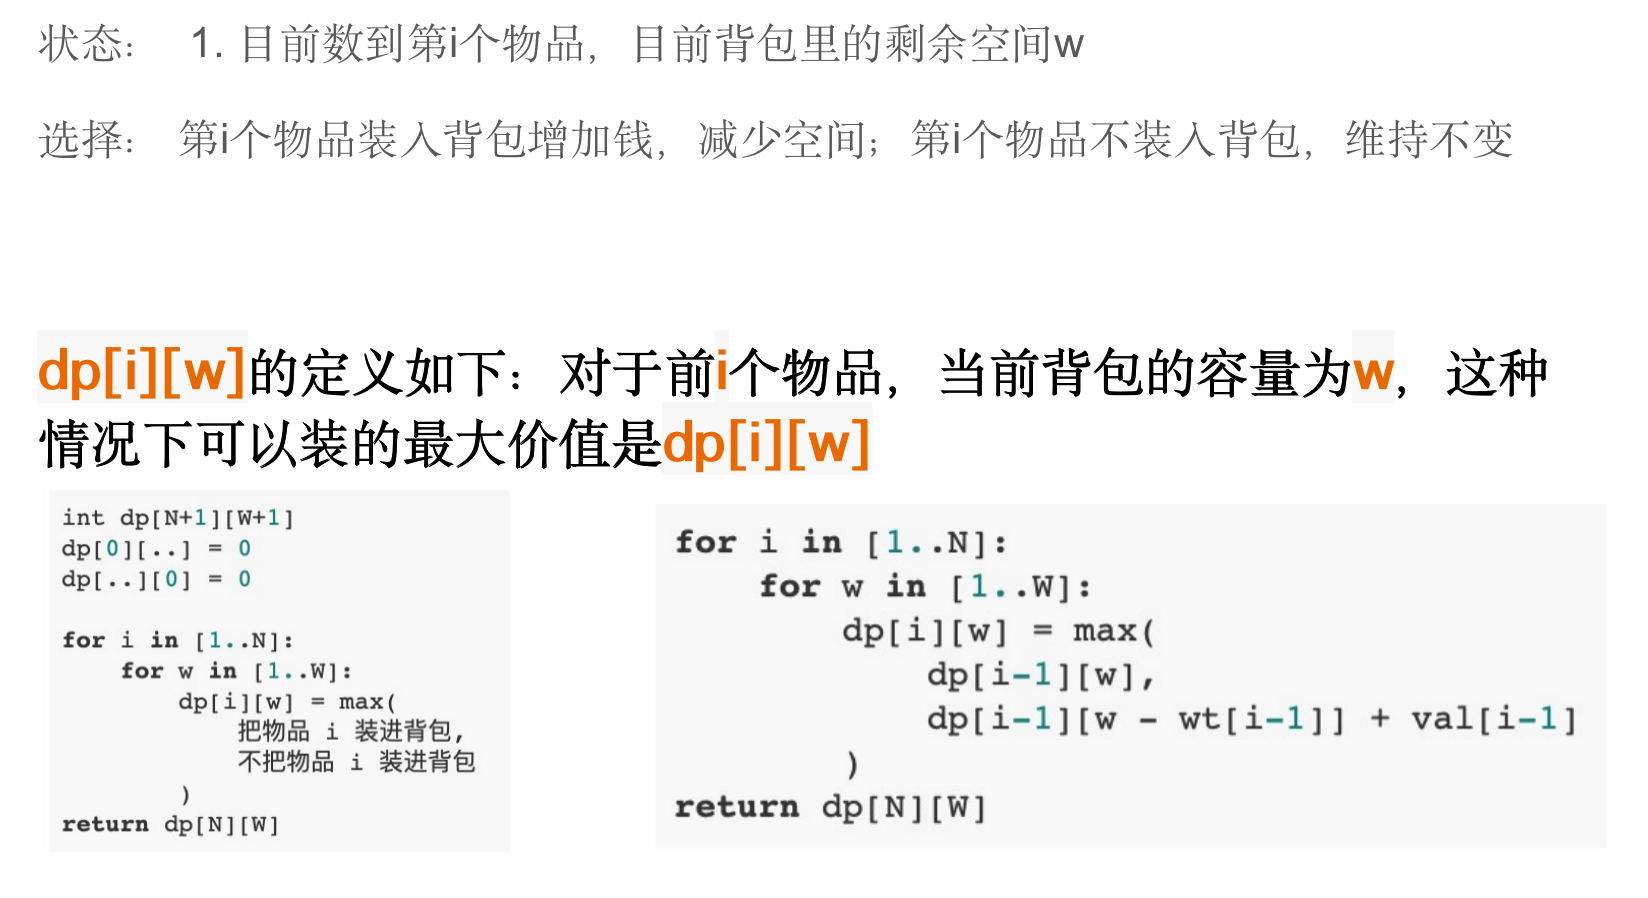 状态： 1. 目前数到第i个物品，目前背包里的剩余空间w
选择： 第i个物品装入背包增加钱，减少空间；第i个物品不装入背包，维持不变
dp[i][w]的定义如下：对于前i个物品，当前背包的容量为w，这种
情况下可以装的最大价值是dp[i][w]
int dp[N+1][W+1]
dp[0][..] = 0
dp[..][0] = 0
for i in [1..N]:
    for w in [1..W]:
        dp[i][w] = max(
            把物品 i 装进背包,
            不把物品 i 装进背包
        )
return dp[N][W]
for i in [1..N]:
    for w in [1..W]:
        dp[i][w] = max(
            dp[i-1][w],
            dp[i-1][w - wt[i-1]] + val[i-1]
        )
return dp[N][W]